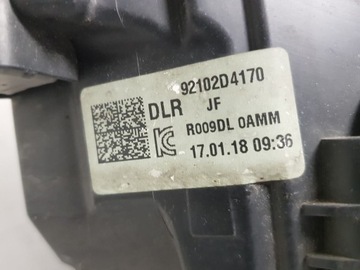 92102D4170
DLR JF
R009DL 0AMM
17.01.18 09:36